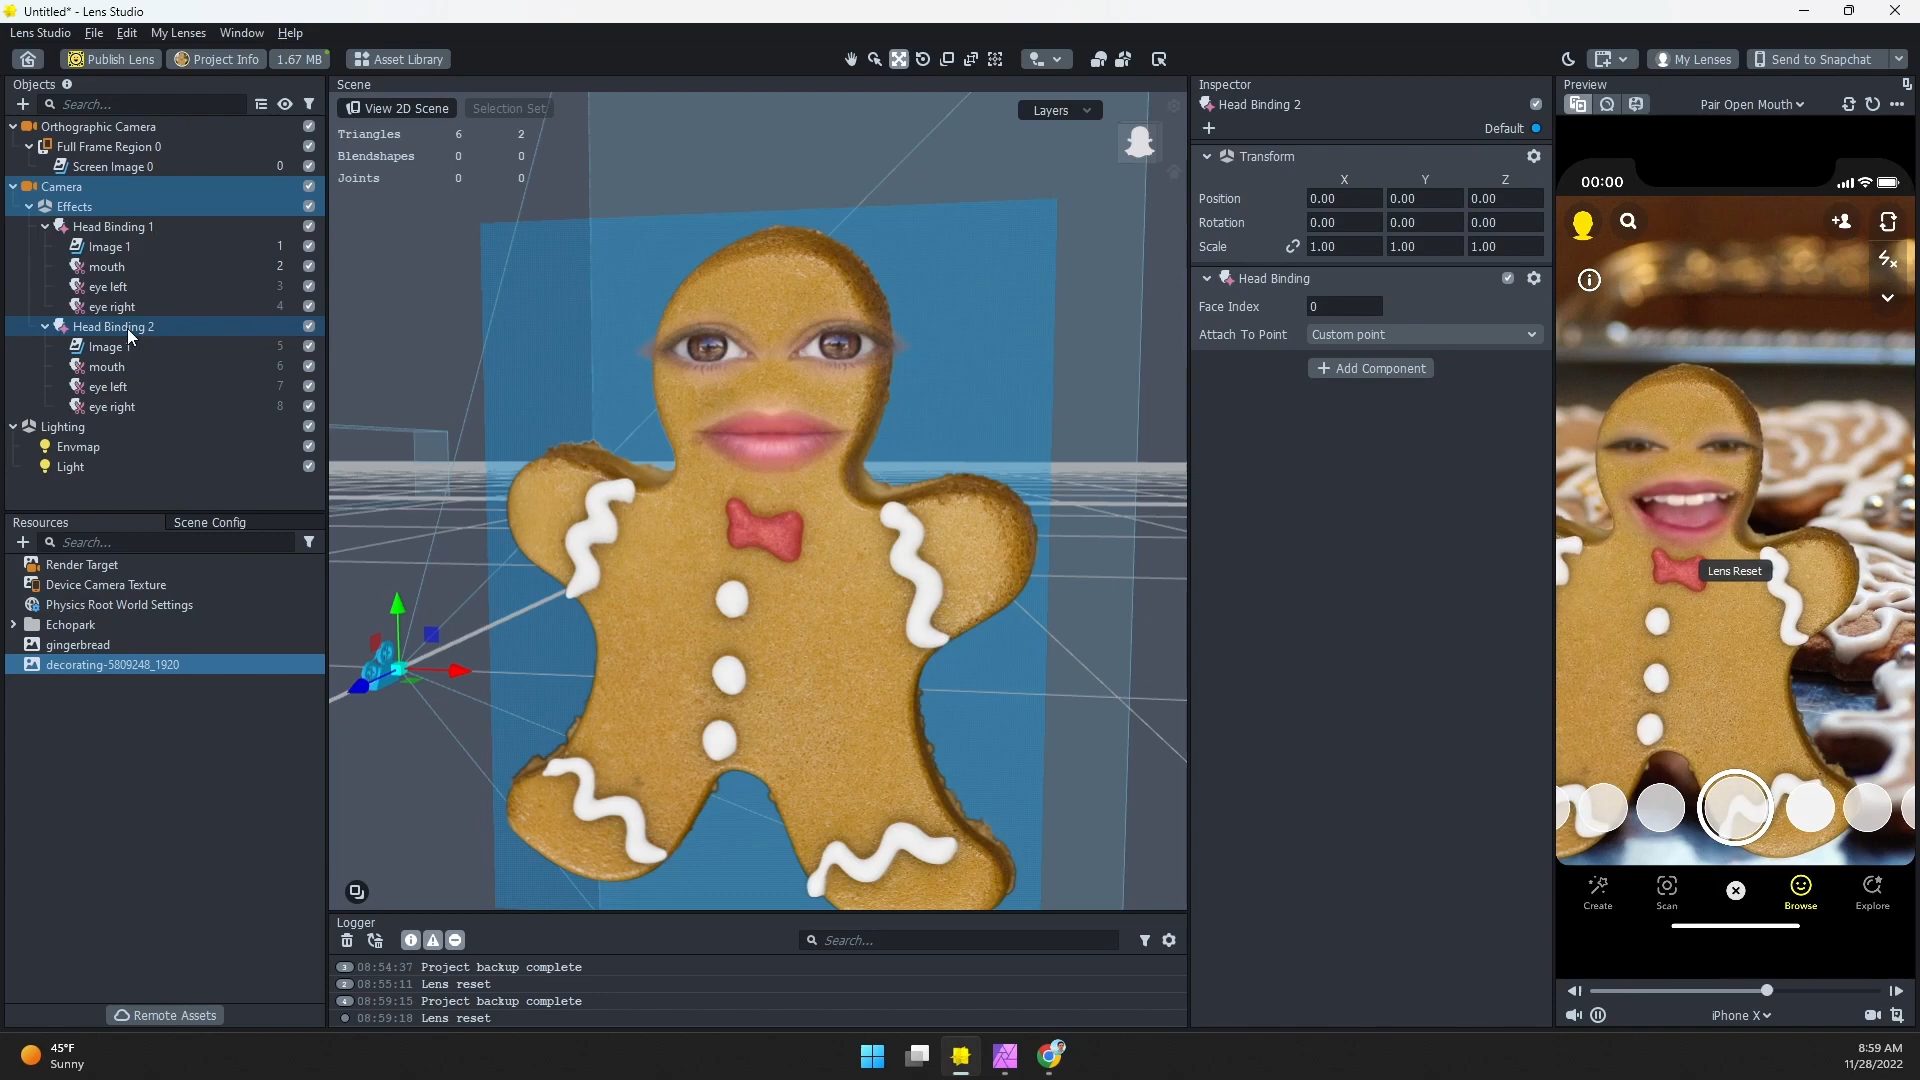 Untitled* - Lens Studio
Lens Studio File Edit My Lenses Window Help
Publish Lens Project Info 1.67 MB Asset Library My Lenses Send to Snapchat
Objects
Search...
Orthographic Camera
Full Frame Region 0
Screen Image 0 0
Camera
Effects
Head Binding 1
Image 1 1
mouth 2
eye left 3
eye right 4
Head Binding 2
Image 1 5
mouth 6
eye left 7
eye right 8
Lighting
Envmap
Light
Resources Scene Config
Search...
Render Target
Device Camera Texture
Physics Root World Settings
Echopark
gingerbread
decorating-5809248_1920
Remote Assets
Scene
View 2D Scene Selection Set Layers
Triangles 6 2
Blendshapes 0 0
Joints 0 0
Logger
Search...
3 08:54:37 Project backup complete
2 08:55:11 Lens reset
4 08:59:15 Project backup complete
08:59:18 Lens reset
Inspector
Head Binding 2
Default
Transform
X Y Z
Position 0.00 0.00 0.00
Rotation 0.00 0.00 0.00
Scale 1.00 1.00 1.00
Head Binding
Face Index 0
Attach To Point Custom point
+ Add Component
Preview
Pair Open Mouth
00:00
Lens Reset
Create Scan Browse Explore
iPhone X
45°F
Sunny
8:59 AM
11/28/2022